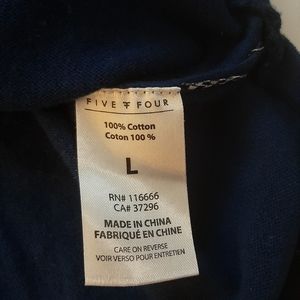 FIVE FOUR
100% Cotton
Coton 100 %
L
RN# 116666
CA# 37296
MADE IN CHINA
FABRIQUÉ EN CHINE
CARE ON REVERSE
VOIR VERSO POUR ENTRETIEN